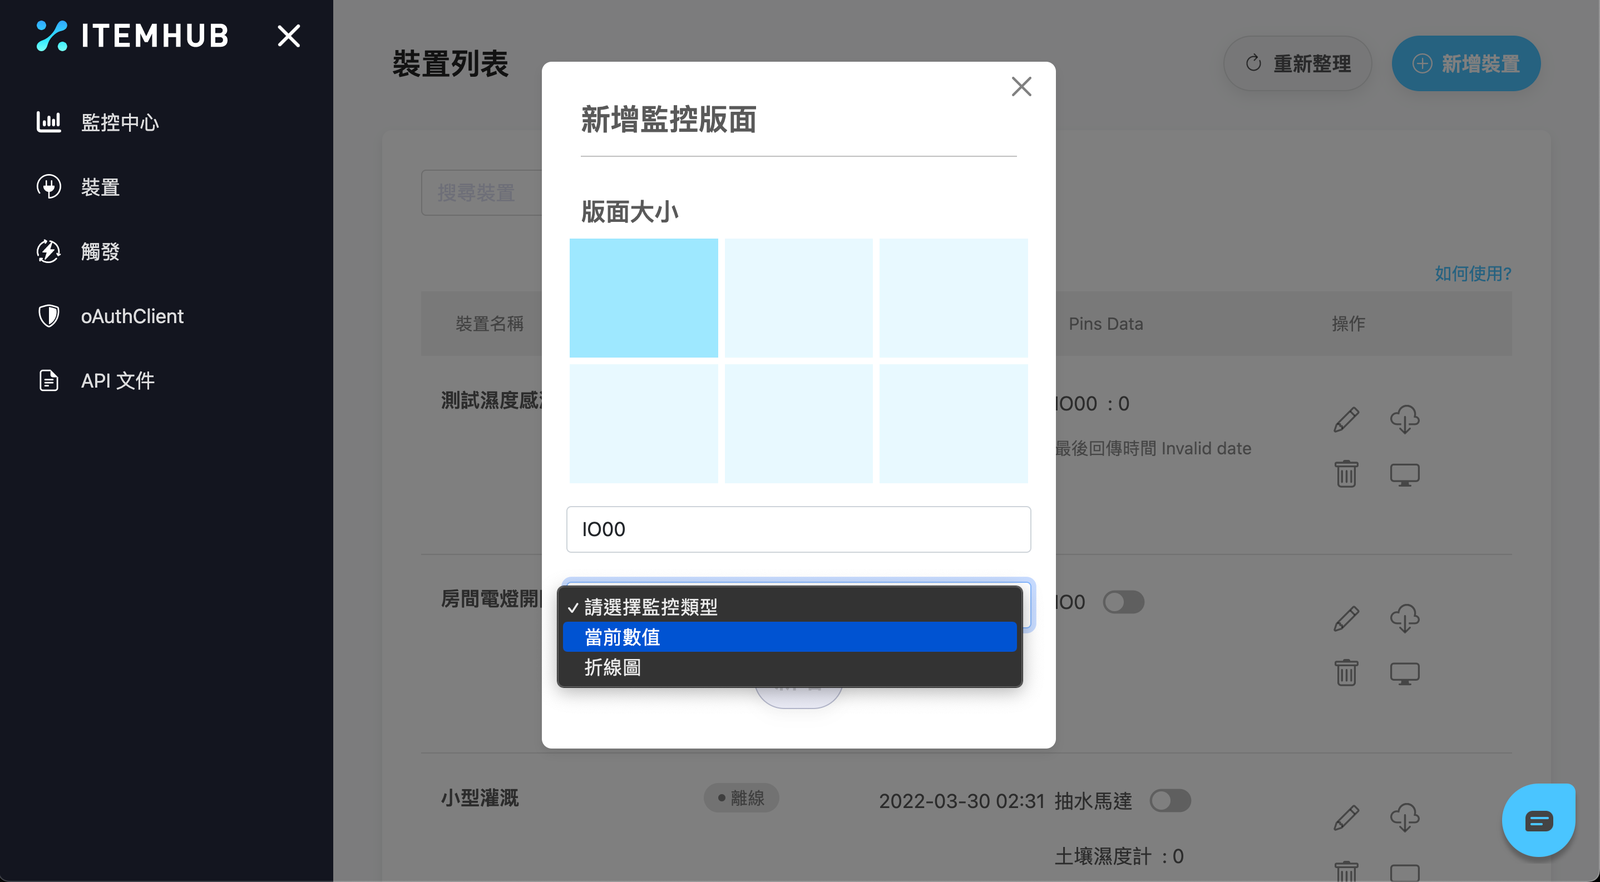 ITEMHUB
監控中心
裝置
觸發
oAuthClient
API 文件
裝置列表
重新整理
新增裝置
搜尋裝置
如何使用?
裝置名稱
Pins Data
操作
測試濕度感
IO00 : 0
最後回傳時間 Invalid date
房間電燈開
IO0
小型灌溉
離線
2022-03-30 02:31
抽水馬達
土壤濕度計 : 0
新增監控版面
版面大小
IO00
請選擇監控類型
當前數值
折線圖